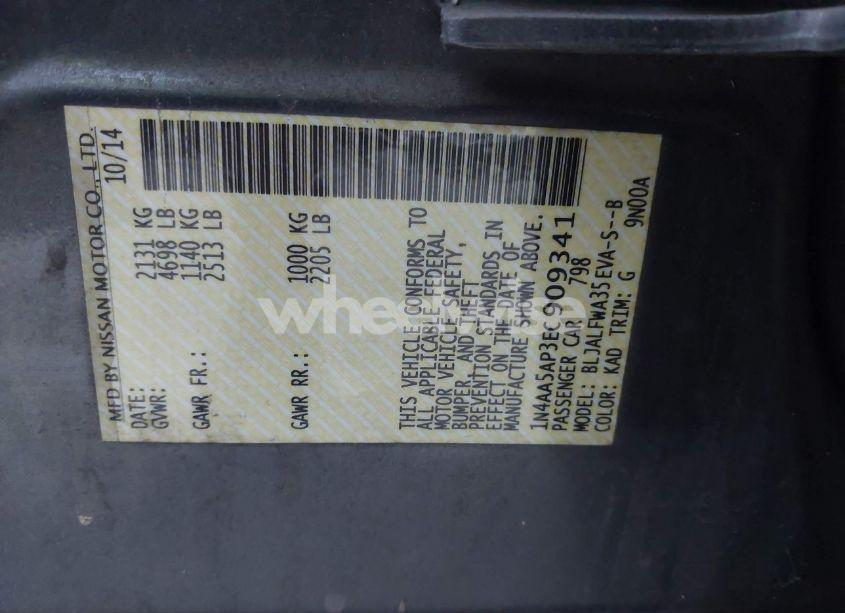 MFD BY NISSAN MOTOR CO., LTD.
DATE: 10/14
GVWR: 2131 KG
4698 LB
GAWR FR.: 1140 KG
2513 LB
GAWR RR.: 1000 KG
2205 LB
THIS VEHICLE CONFORMS TO
ALL APPLICABLE FEDERAL
MOTOR VEHICLE SAFETY,
BUMPER, AND THEFT
PREVENTION STANDARDS IN
EFFECT ON THE DATE OF
MANUFACTURE SHOWN ABOVE.
1N4AA5AP3EC909341
PASSENGER CAR 798
MODEL: BLJALFWA35EVA-S--B
COLOR: KAD TRIM: G 9N00A
wheelwise